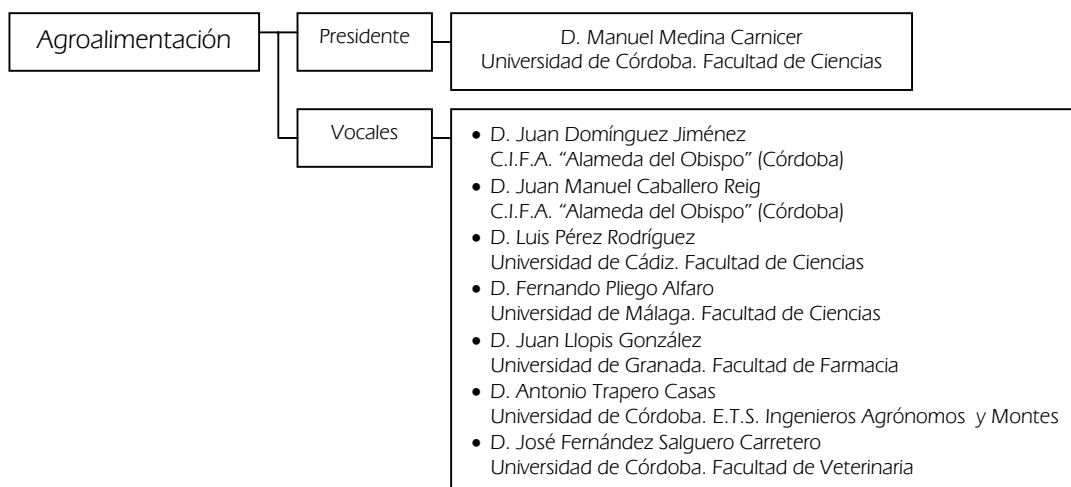 Agroalimentación
Presidente
D. Manuel Medina Carnicer
Universidad de Córdoba. Facultad de Ciencias
Vocales
• D. Juan Domínguez Jiménez
C.I.F.A. “Alameda del Obispo” (Córdoba)
• D. Juan Manuel Caballero Reig
C.I.F.A. “Alameda del Obispo” (Córdoba)
• D. Luis Pérez Rodríguez
Universidad de Cádiz. Facultad de Ciencias
• D. Fernando Pliego Alfaro
Universidad de Málaga. Facultad de Ciencias
• D. Juan Llopis González
Universidad de Granada. Facultad de Farmacia
• D. Antonio Trapero Casas
Universidad de Córdoba. E.T.S. Ingenieros Agrónomos y Montes
• D. José Fernández Salguero Carretero
Universidad de Córdoba. Facultad de Veterinaria